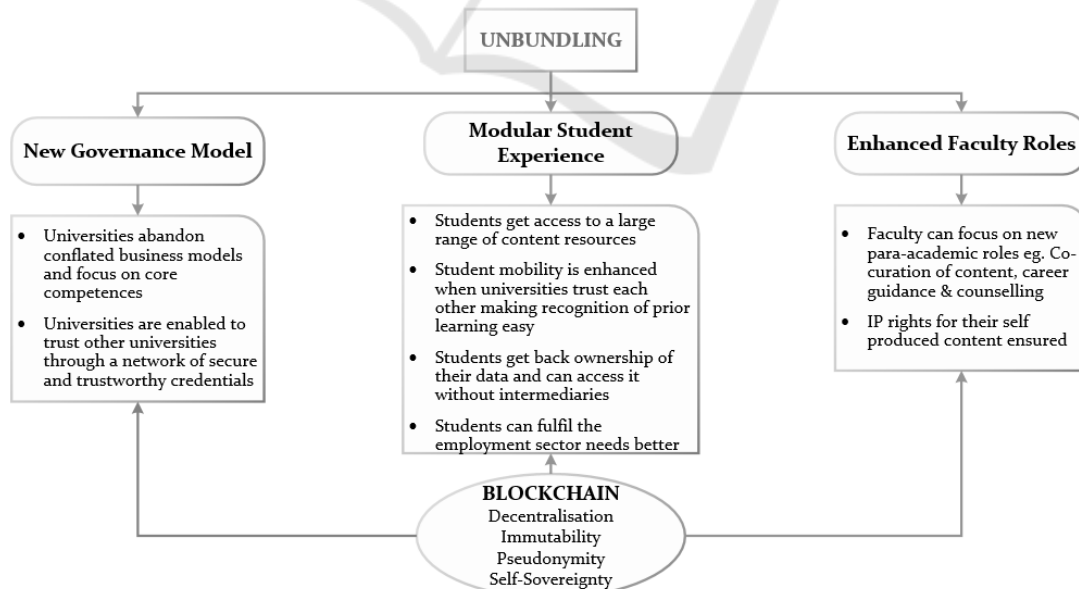 UNBUNDLING
New Governance Model
• Universities abandon
conflated business models
and focus on core
competences
• Universities are enabled to
trust other universities
through a network of secure
and trustworthy credentials
Modular Student
Experience
• Students get access to a large
range of content resources
• Student mobility is enhanced
when universities trust each
other making recognition of prior
learning easy
• Students get back ownership of
their data and can access it
without intermediaries
• Students can fulfil the
employment sector needs better
Enhanced Faculty Roles
• Faculty can focus on new
para-academic roles eg. Co-
curation of content, career
guidance & counselling
• IP rights for their self
produced content ensured
BLOCKCHAIN
Decentralisation
Immutability
Pseudonymity
Self-Sovereignty